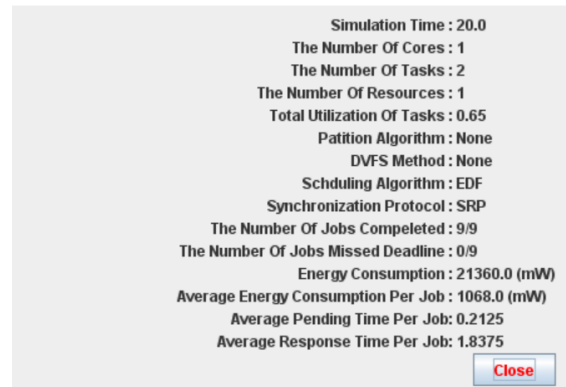 Simulation Time : 20.0
The Number Of Cores : 1
The Number Of Tasks : 2
The Number Of Resources : 1
Total Utilization Of Tasks : 0.65
Patition Algorithm : None
DVFS Method : None
Schduling Algorithm : EDF
Synchronization Protocol : SRP
The Number Of Jobs Compeleted : 9/9
The Number Of Jobs Missed Deadline : 0/9
Energy Consumption : 21360.0 (mW)
Average Energy Consumption Per Job : 1068.0 (mW)
Average Pending Time Per Job: 0.2125
Average Response Time Per Job: 1.8375
Close